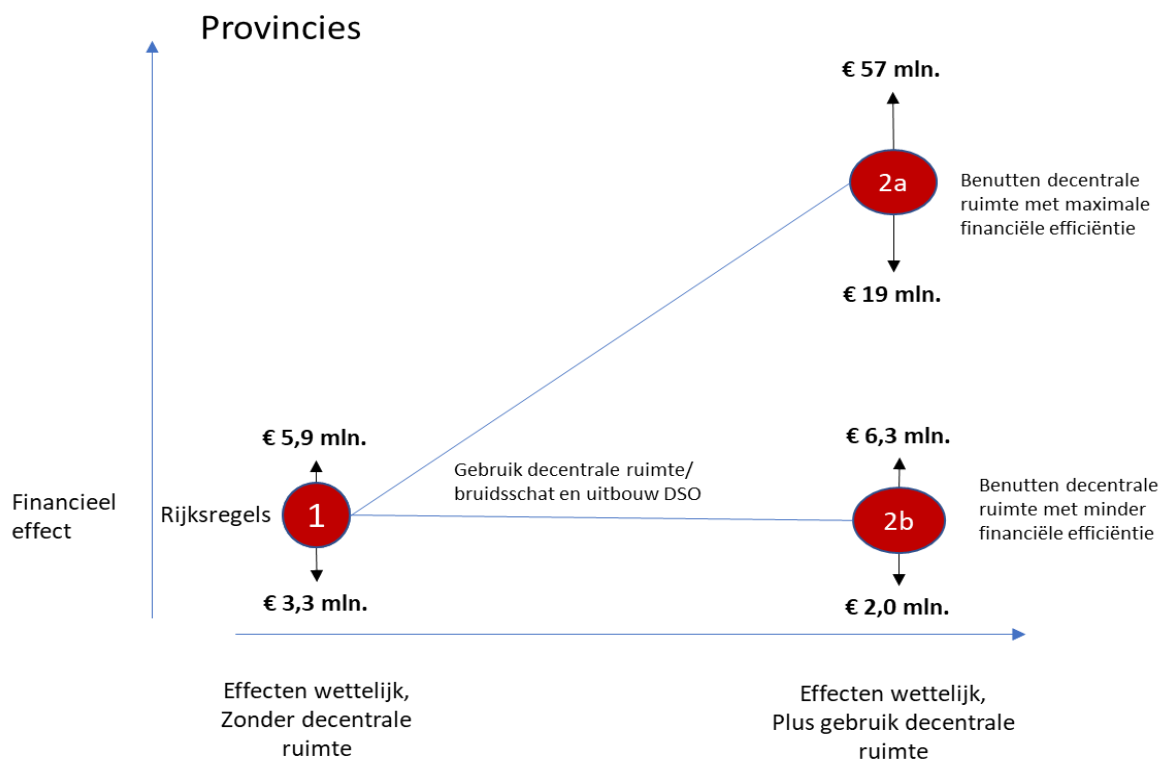 Provincies
€ 57 mln.
2a
Benutten decentrale
ruimte met maximale
financiële efficiëntie
€ 19 mln.
€ 5,9 mln.
€ 6,3 mln.
Gebruik decentrale ruimte/
bruidsschat en uitbouw DSO
Benutten decentrale
ruimte met minder
financiële efficiëntie
Financieel
effect
Rijksregels
1
2b
€ 3,3 mln.
€ 2,0 mln.
Effecten wettelijk,
Zonder decentrale
ruimte
Effecten wettelijk,
Plus gebruik decentrale
ruimte